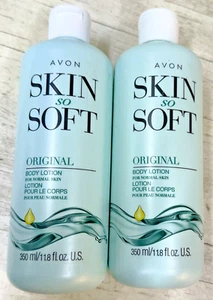 AVON
SKIN
so
SOFT
ORIGINAL
BODY LOTION
FOR NORMAL SKIN
LOTION
POUR LE CORPS
POUR PEAU NORMALE
350 ml/11.8 fl.oz. U.S.
AVON
SKIN
so
SOFT
ORIGINAL
BODY LOTION
FOR NORMAL SKIN
LOTION
POUR LE CORPS
POUR PEAU NORMALE
350 ml/11.8 fl.oz. U.S.